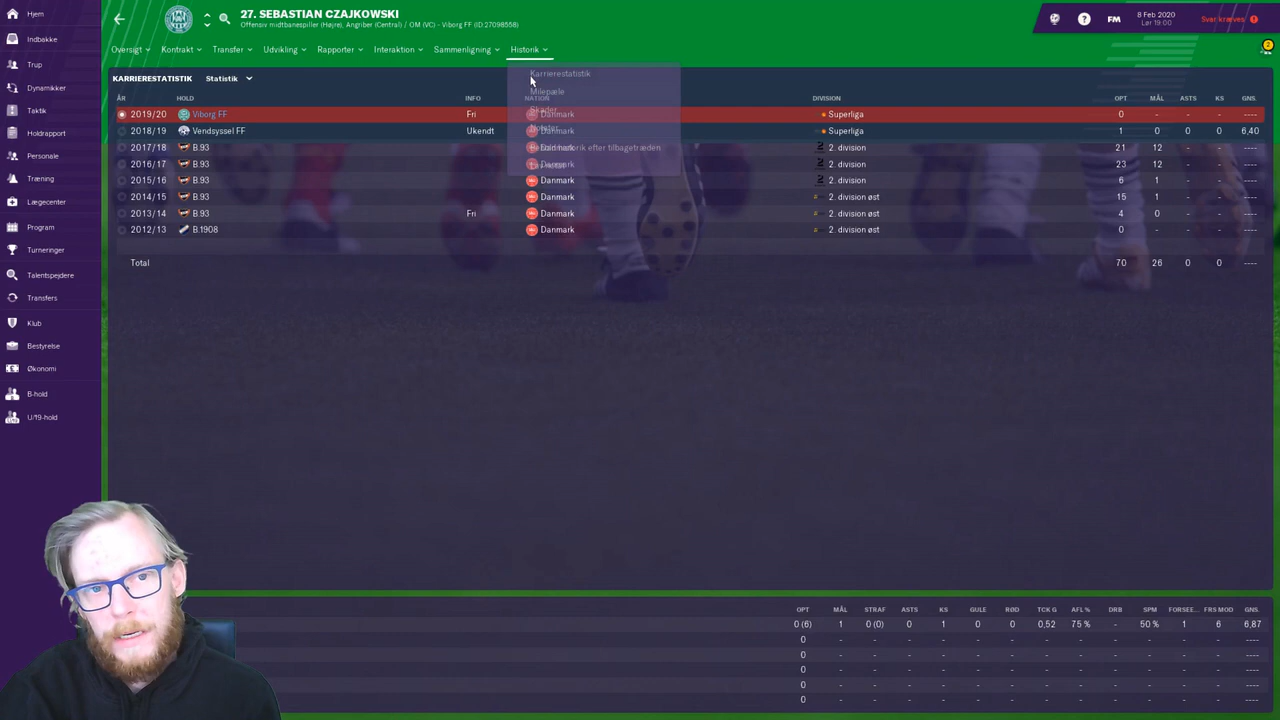 27. SEBASTIAN CZAJKOWSKI
Offensiv midtbanespiller (Højre), Angriber (Central) / OM (VC) - Viborg FF (ID:27098558)
FM
8 Feb 2020
Lør 19:00
Svar kræves
2
Hjem
Indbakke
Trup
Dynamikker
Taktik
Holdrapport
Personale
Træning
Lægecenter
Program
Turneringer
Talentspejdere
Transfers
Klub
Bestyrelse
Økonomi
B-hold
U/19-hold
Oversigt Kontrakt Transfer Udvikling Rapporter Interaktion Sammenligning Historik
Karrierestatistik
Milepæle
KARRIERESTATISTIK Statistik
ÅR HOLD INFO NATION DIVISION OPT MÅL ASTS KS GNS.
2019/20 Viborg FF Fri Danmark Superliga 0 - - - ----
2018/19 Vendsyssel FF Ukendt Danmark Superliga 1 0 0 0 6,40
2017/18 B.93 Danmark 2. division 21 12 - - ----
efter tilbagetræden
2016/17 B.93 Danmark 2. division 23 12 - - ----
2015/16 B.93 Danmark 2. division 6 1 - - ----
2014/15 B.93 Danmark 2. division øst 15 1 - - ----
2013/14 B.93 Fri Danmark 2. division øst 4 0 - - ----
2012/13 B.1908 Danmark 2. division øst 0 - - - ----
Total 70 26 0 0 ----
OPT MÅL STRAF ASTS KS GULE RØD TCK G AFL % DRB SPM FORSEE... FRS MOD GNS.
0 (6) 1 0 (0) 0 1 0 0 0,52 75 % - 50 % 1 6 6,87
0 - - - - - - - - - - - - ----
0 - - - - - - - - - - - - ----
0 - - - - - - - - - - - - ----
0 - - - - - - - - - - - - ----
0 - - - - - - - - - - - - ----